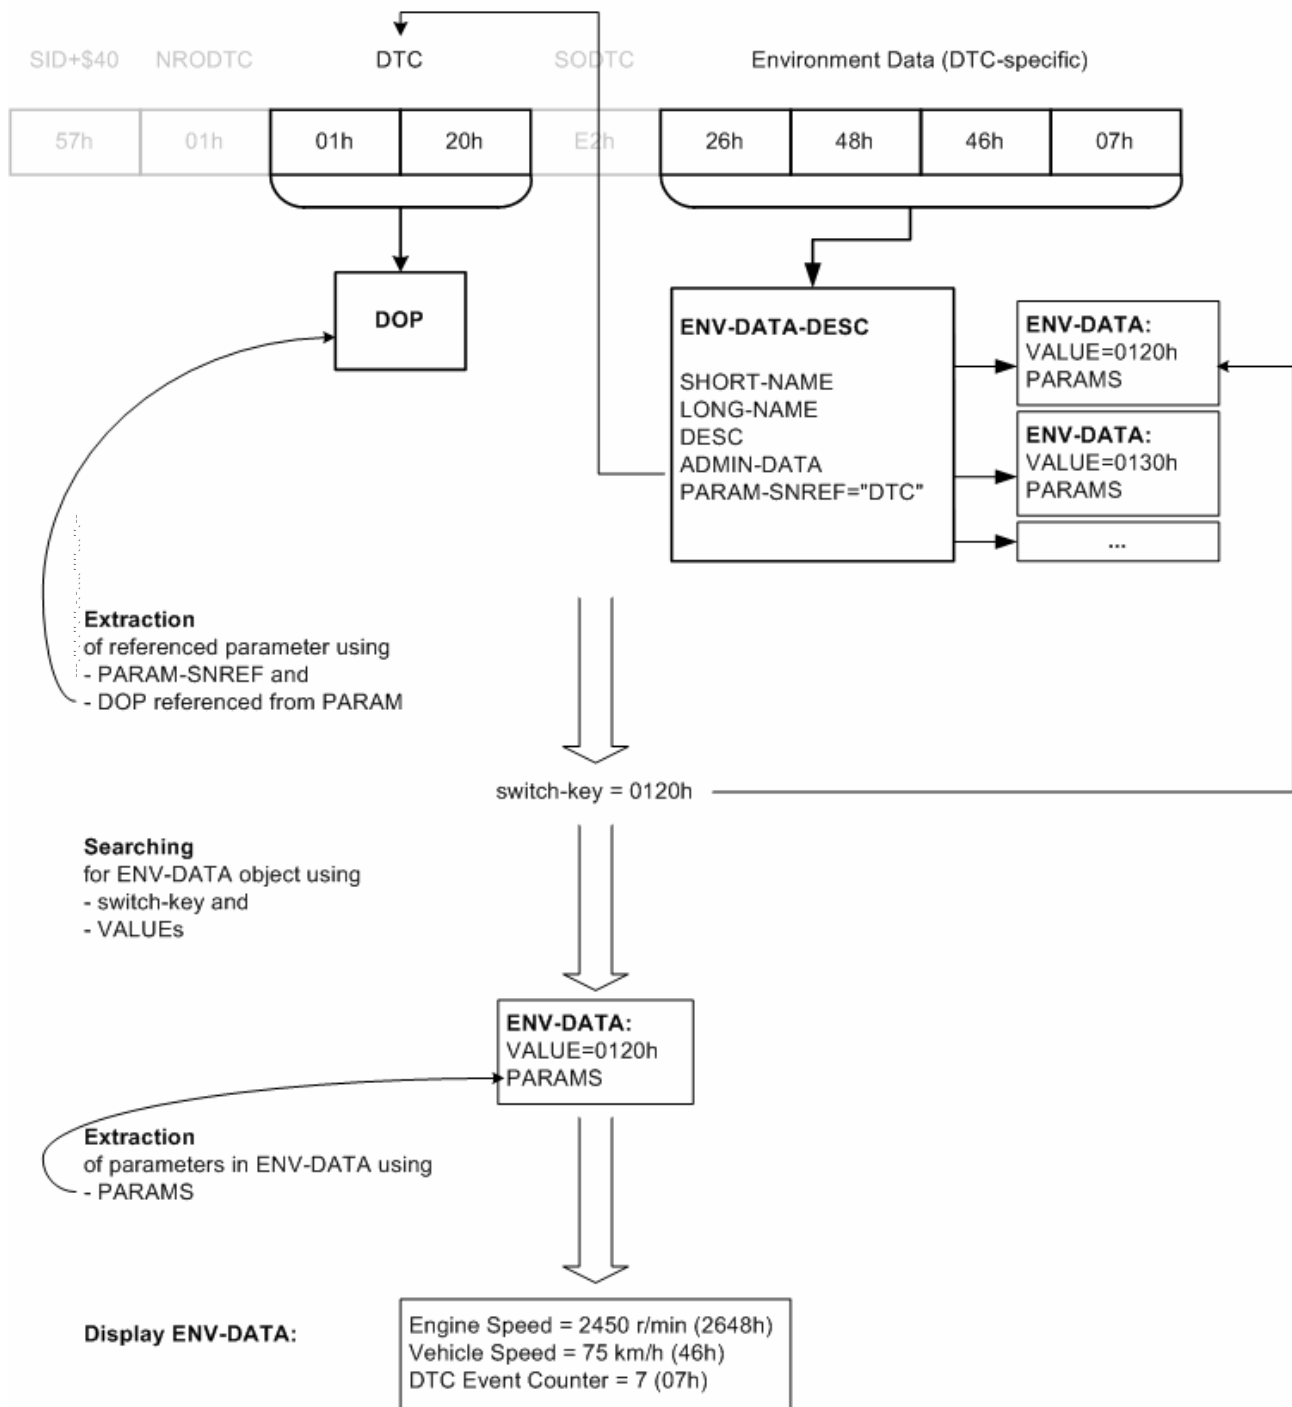 SID+$40 NRODTC DTC SODTC Environment Data (DTC-specific)
57h 01h 01h 20h E2h 26h 48h 46h 07h
DOP
ENV-DATA-DESC
SHORT-NAME
LONG-NAME
DESC
ADMIN-DATA
PARAM-SNREF="DTC"
ENV-DATA:
VALUE=0120h
PARAMS
ENV-DATA:
VALUE=0130h
PARAMS
...
Extraction
of referenced parameter using
- PARAM-SNREF and
- DOP referenced from PARAM
switch-key = 0120h
Searching
for ENV-DATA object using
- switch-key and
- VALUEs
ENV-DATA:
VALUE=0120h
PARAMS
Extraction
of parameters in ENV-DATA using
- PARAMS
Display ENV-DATA:
Engine Speed = 2450 r/min (2648h)
Vehicle Speed = 75 km/h (46h)
DTC Event Counter = 7 (07h)